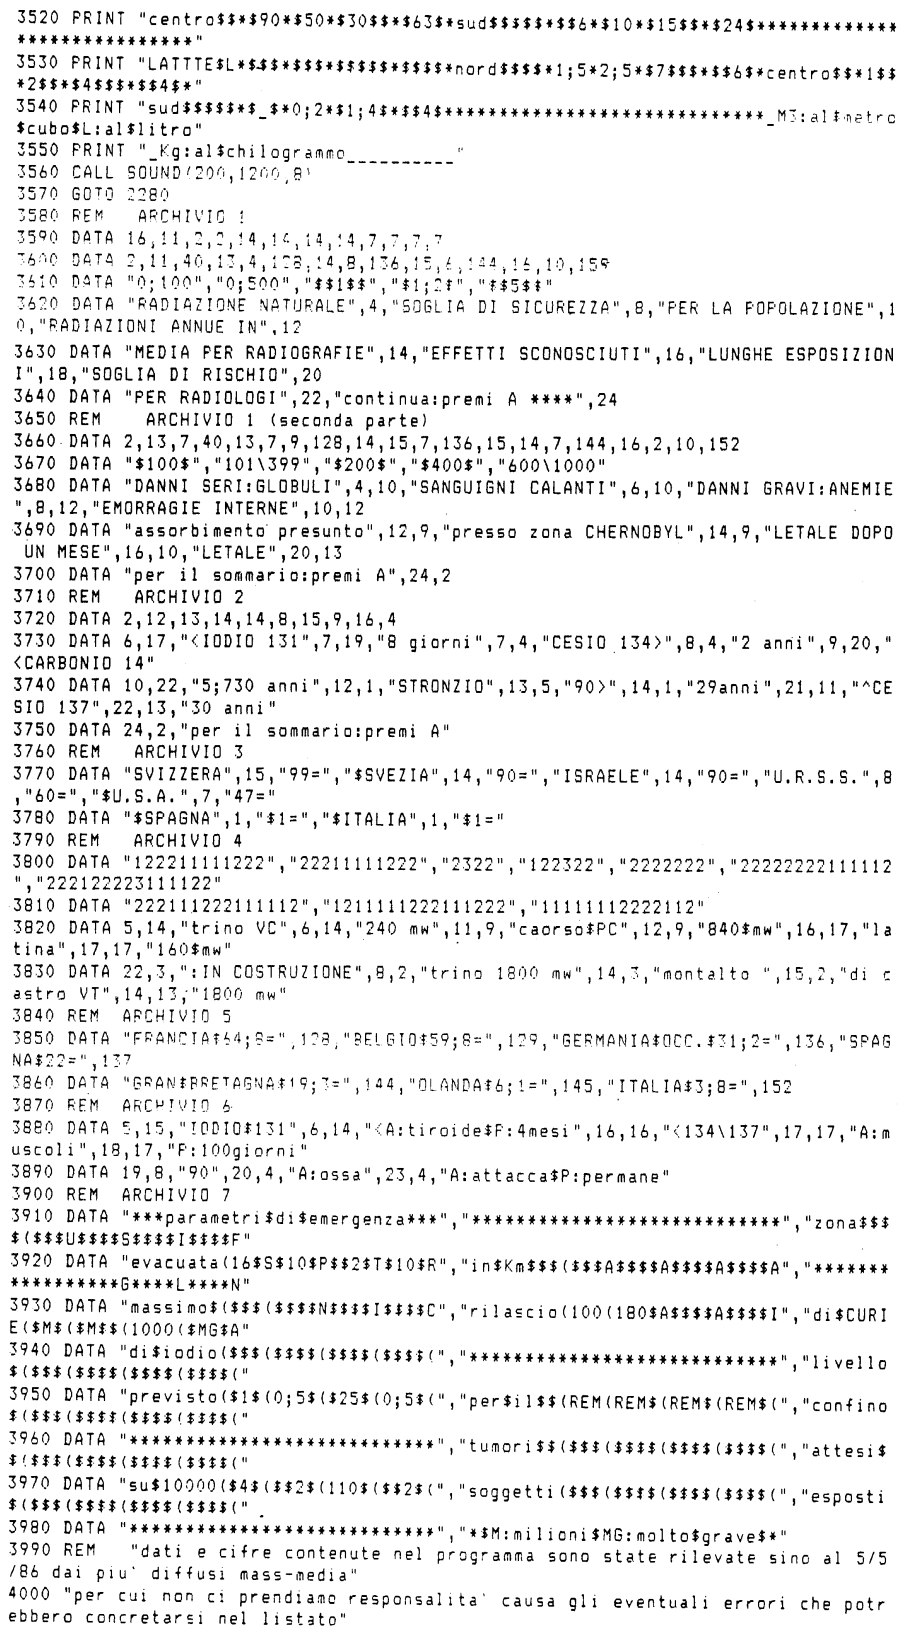 3520 PRINT "centro$$*$90*$50*$30$$*$63$*sud$$$$$*$$6*$10*$15$$*$24$*************
****************"
3530 PRINT "LATTTE$L*$$$*$$$*$$$$$*$$$$*nord$$$$*1;5*2;5*$7$$$*$$6$*centro$$*1$$
*2$$*$4$$$*$$4$*"
3540 PRINT "sud$$$$$*$_$*0;2*$1;4$*$$4$*****************************_M3:al$metro
$cubo$L:al$litro"
3550 PRINT "_Kg:al$chilogrammo__________"
3560 CALL SOUND(200,1200,8)
3570 GOTO 2280
3580 REM   ARCHIVIO 1
3590 DATA 16,11,2,2,14,14,14,14,7,7,7,7
3600 DATA 2,11,40,13,4,128,14,8,136,15,6,144,16,10,159
3610 DATA "0;100","0;500","$$1$$","$1;2$","$$5$$"
3620 DATA "RADIAZIONE NATURALE",4,"SOGLIA DI SICUREZZA",8,"PER LA POPOLAZIONE",1
0,"RADIAZIONI ANNUE IN",12
3630 DATA "MEDIA PER RADIOGRAFIE",14,"EFFETTI SCONOSCIUTI",16,"LUNGHE ESPOSIZION
I",18,"SOGLIA DI RISCHIO",20
3640 DATA "PER RADIOLOGI",22,"continua:premi A ****",24
3650 REM    ARCHIVIO 1 (seconda parte)
3660 DATA 2,13,7,40,13,7,9,128,14,15,7,136,15,14,7,144,16,2,10,152
3670 DATA "$100$","101\399","$200$","$400$","600\1000"
3680 DATA "DANNI SERI:GLOBULI",4,10,"SANGUIGNI CALANTI",6,10,"DANNI GRAVI:ANEMIE
",8,12,"EMORRAGIE INTERNE",10,12
3690 DATA "assorbimento presunto",12,9,"presso zona CHERNOBYL",14,9,"LETALE DOPO
 UN MESE",16,10,"LETALE",20,13
3700 DATA "per il sommario:premi A",24,2
3710 REM   ARCHIVIO 2
3720 DATA 2,12,13,14,14,8,15,9,16,4
3730 DATA 6,17,"<IODIO 131",7,19,"8 giorni",7,4,"CESIO 134>",8,4,"2 anni",9,20,"
<CARBONIO 14"
3740 DATA 10,22,"5;730 anni",12,1,"STRONZIO",13,5,"90>",14,1,"29anni",21,11,"^CE
SIO 137",22,13,"30 anni"
3750 DATA 24,2,"per il sommario:premi A"
3760 REM   ARCHIVIO 3
3770 DATA "SVIZZERA",15,"99=","$SVEZIA",14,"90=","ISRAELE",14,"90=","U.R.S.S.",8
,"60=","$U.S.A.",7,"47="
3780 DATA "$SPAGNA",1,"$1=","$ITALIA",1,"$1="
3790 REM   ARCHIVIO 4
3800 DATA "122211111222","22211111222","2322","122322","2222222","22222222111112
","222122223111122"
3810 DATA "222111222111112","1211111222111222","11111112222112"
3820 DATA 5,14,"trino VC",6,14,"240 mw",11,9,"caorso$PC",12,9,"840$mw",16,17,"la
tina",17,17,"160$mw"
3830 DATA 22,3,":IN COSTRUZIONE",8,2,"trino 1800 mw",14,3,"montalto ",15,2,"di c
astro VT",14,13,"1800 mw"
3840 REM  ARCHIVIO 5
3850 DATA "FRANCIA$64;8=",128,"BELGIO$59;8=",129,"GERMANIA$OCC.$31;2=",136,"SPAG
NA$22=",137
3860 DATA "GRAN$BRETAGNA$19;3=",144,"OLANDA$6;1=",145,"ITALIA$3;8=",152
3870 REM  ARCHIVIO 6
3880 DATA 5,15,"IODIO$131",6,14,"<A:tiroide$P:4mesi",16,16,"<134\137",17,17,"A:m
uscoli",18,17,"P:100giorni"
3890 DATA 19,8,"90",20,4,"A:ossa",23,4,"A:attacca$P:permane"
3900 REM  ARCHIVIO 7
3910 DATA "***parametri$di$emergenza***","****************************","zona$$$
$($$$U$$$$S$$$$I$$$$F"
3920 DATA "evacuata(16$S$10$P$$2$T$10$R","in$Km$$$($$$A$$$$A$$$$A$$$$A","*******
**********G****L****N"
3930 DATA "massimo$($$$($$$$N$$$$I$$$$C","rilascio(100(180$A$$$$A$$$$I","di$CURI
E($M$($M$$(1000($MG$A"
3940 DATA "di$iodio($$$($$$$($$$$($$$$(","****************************","livello
$($$$($$$$($$$$($$$$("
3950 DATA "previsto($1$(0;5$($25$(0;5$(","per$il$$(REM(REM$(REM$(REM$(","confino
$($$$($$$$($$$$($$$$("
3960 DATA "****************************","tumori$$($$$($$$$($$$$($$$$(","attesi$
$($$$($$$$($$$$($$$$("
3970 DATA "su$10000($4$($$2$(110$($$2$(","soggetti($$$($$$$($$$$($$$$(","esposti
$($$$($$$$($$$$($$$$("
3980 DATA "****************************","*$M:milioni$MG:molto$grave$*"
3990 REM   "dati e cifre contenute nel programma sono state rilevate sino al 5/5
/86 dai piu` diffusi mass-media"
4000 "per cui non ci prendiamo responsalita` causa gli eventuali errori che potr
ebbero concretarsi nel listato"